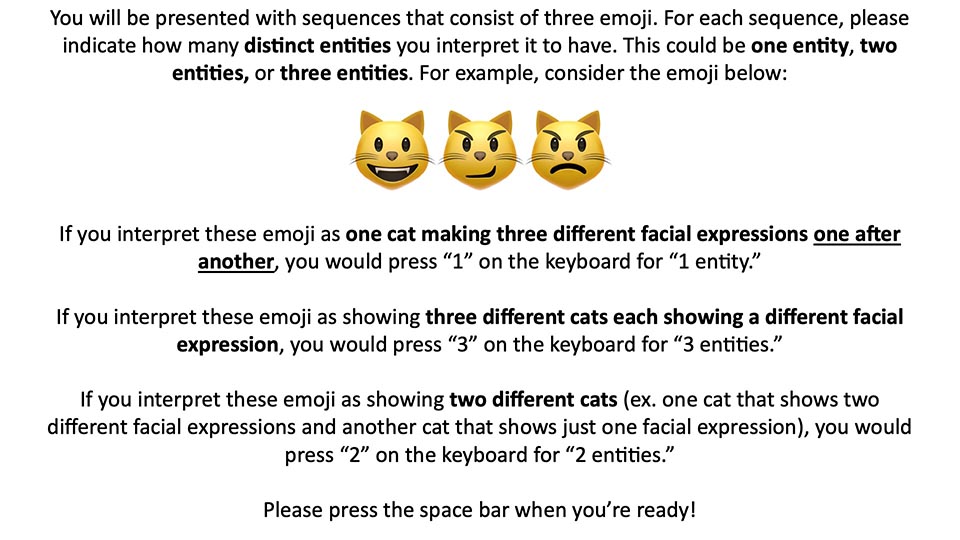 You will be presented with sequences that consist of three emoji. For each sequence, please
indicate how many distinct entities you interpret it to have. This could be one entity, two
entities, or three entities. For example, consider the emoji below:
If you interpret these emoji as one cat making three different facial expressions one after
another, you would press “1” on the keyboard for “1 entity.”
If you interpret these emoji as showing three different cats each showing a different facial
expression, you would press “3” on the keyboard for “3 entities.”
If you interpret these emoji as showing two different cats (ex. one cat that shows two
different facial expressions and another cat that shows just one facial expression), you would
press “2” on the keyboard for “2 entities.”
Please press the space bar when you’re ready!